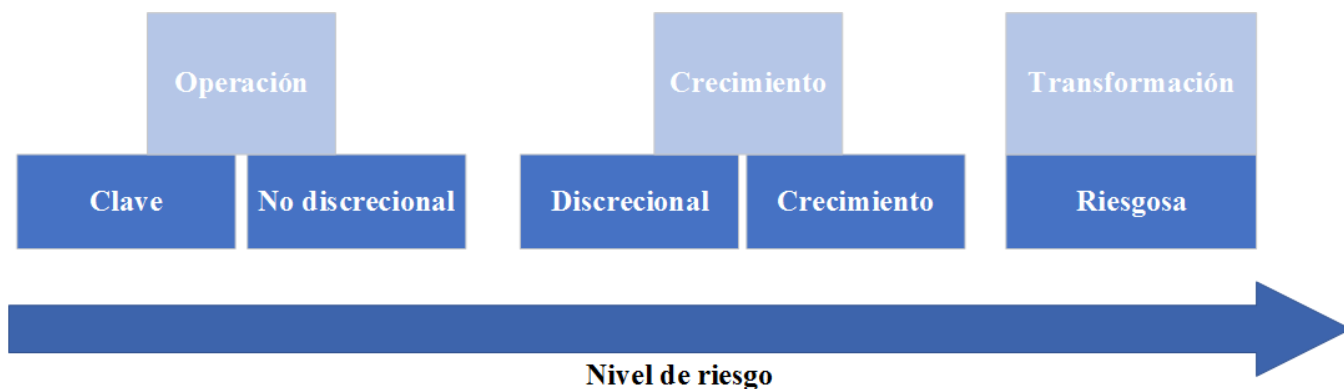 Operación
Crecimiento
Transformación
Clave
No discrecional
Discrecional
Crecimiento
Riesgosa
Nivel de riesgo